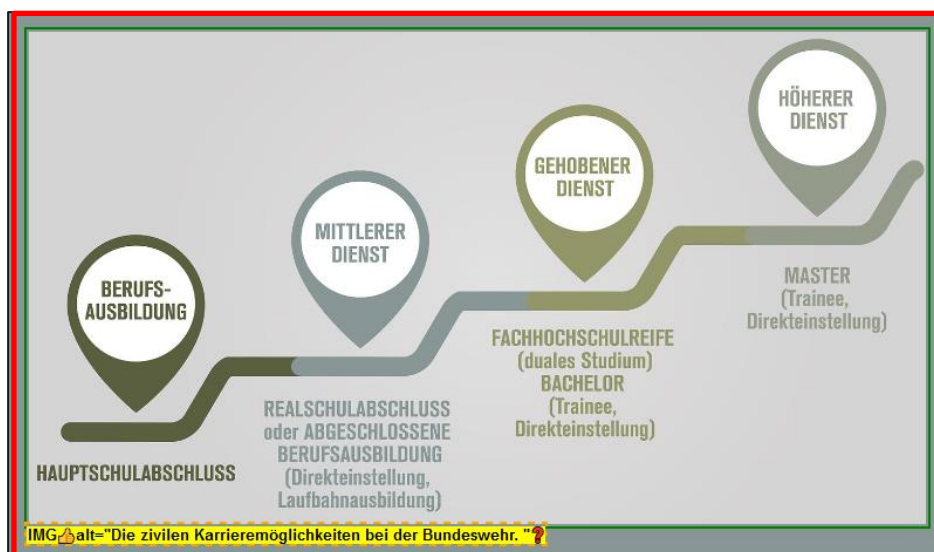 BERUFS-
AUSBILDUNG
HAUPTSCHULABSCHLUSS
MITTLERER
DIENST
REALSCHULABSCHLUSS
oder ABGESCHLOSSENE
BERUFSAUSBILDUNG
(Direkteinstellung,
Laufbahnausbildung)
GEHOBENER
DIENST
FACHHOCHSCHULREIFE
(duales Studium)
BACHELOR
(Trainee,
Direkteinstellung)
HÖHERER
DIENST
MASTER
(Trainee,
Direkteinstellung)
IMG👍alt="Die zivilen Karrieremöglichkeiten bei der Bundeswehr. "❓